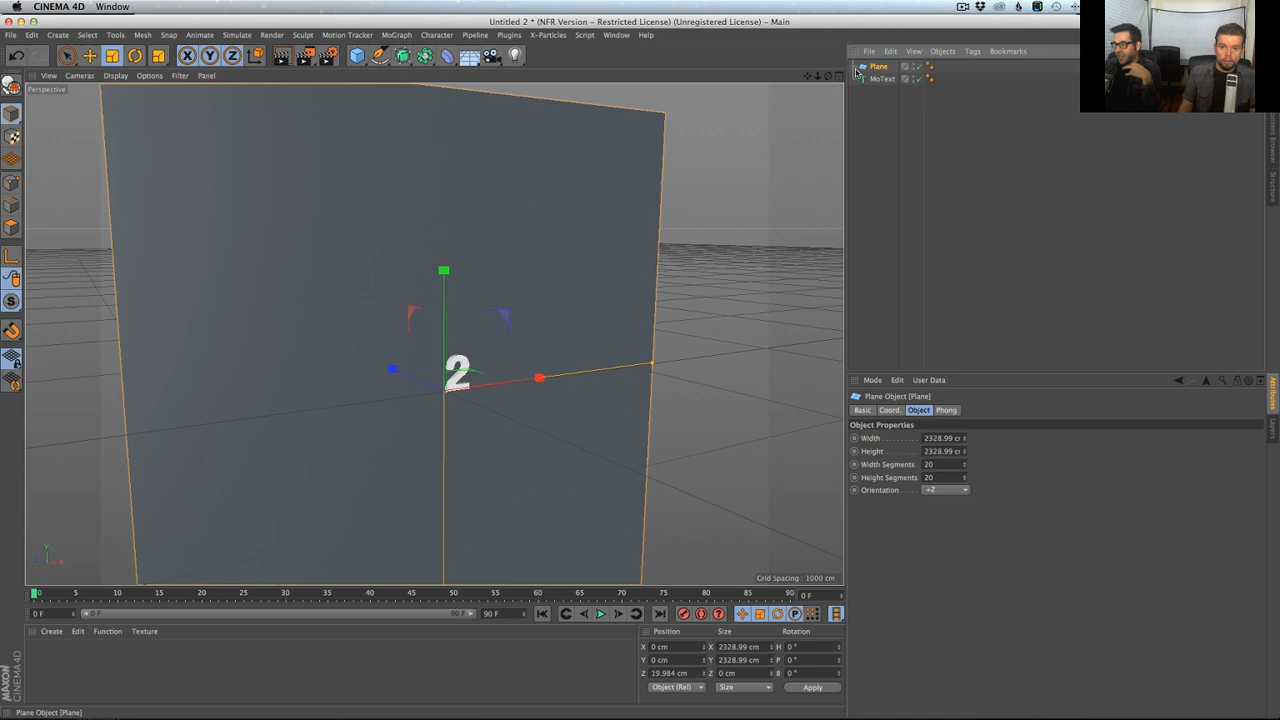 CINEMA 4D Window
Untitled 2 * (NFR Version - Restricted License) (Unregistered License) - Main
File Edit Create Select Tools Mesh Snap Animate Simulate Render Sculpt Motion Tracker MoGraph Character Pipeline Plugins X-Particles Script Window Help
X Y Z
File Edit View Objects Tags Bookmarks
Plane
MoText
View Cameras Display Options Filter Panel
Perspective
2
Grid Spacing : 1000 cm
Y
X
Content Browser
Structure
Attributes
Layers
Mode Edit User Data
Plane Object [Plane]
Basic Coord. Object Phong
Object Properties
Width 2328.99 c
Height 2328.99 c
Width Segments 20
Height Segments 20
Orientation +Z
0 5 10 15 20 25 30 35 40 45 50 55 60 65 70 75 80 85 90
0 F
0 F 0 F 90 F 90 F
Create Edit Function Texture
Position Size Rotation
X 0 cm X 2328.99 cm H 0 °
Y 0 cm Y 2328.99 cm P 0 °
Z 19.984 cm Z 0 cm B 0 °
Object (Rel) Size Apply
MAXON
CINEMA 4D
Plane Object [Plane]